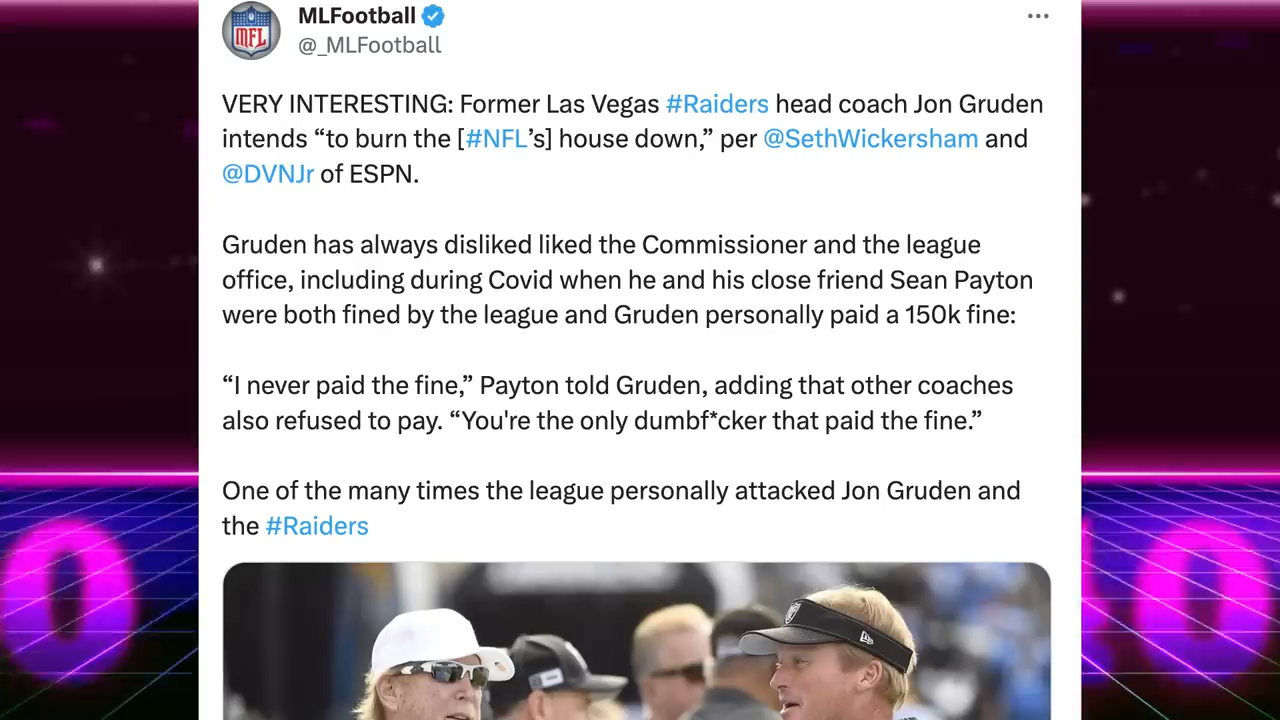 MFL
MLFootball
@_MLFootball
VERY INTERESTING: Former Las Vegas #Raiders head coach Jon Gruden
intends “to burn the [#NFL’s] house down,” per @SethWickersham and
@DVNJr of ESPN.
Gruden has always disliked liked the Commissioner and the league
office, including during Covid when he and his close friend Sean Payton
were both fined by the league and Gruden personally paid a 150k fine:
“I never paid the fine,” Payton told Gruden, adding that other coaches
also refused to pay. “You're the only dumbf*cker that paid the fine.”
One of the many times the league personally attacked Jon Gruden and
the #Raiders